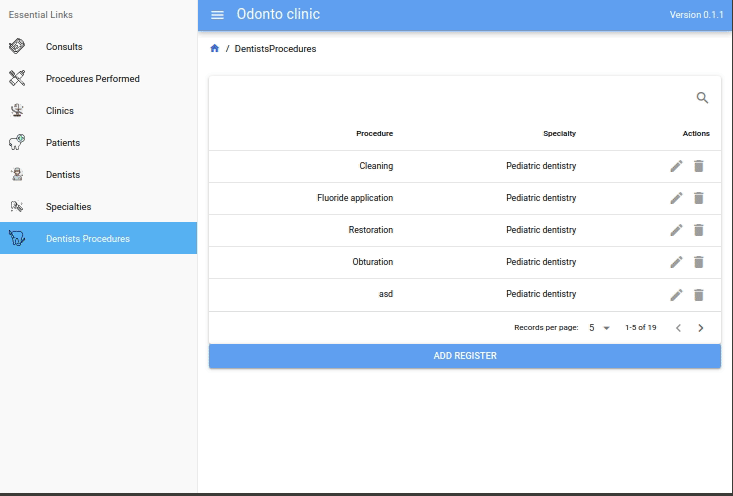 Essential Links
Odonto clinic
Version 0.1.1
Consults
Procedures Performed
Clinics
Patients
Dentists
Specialties
Dentists Procedures
/ DentistsProcedures
Procedure Specialty Actions
Cleaning Pediatric dentistry
Fluoride application Pediatric dentistry
Restoration Pediatric dentistry
Obturation Pediatric dentistry
asd Pediatric dentistry
Records per page: 5 1-5 of 19
ADD REGISTER